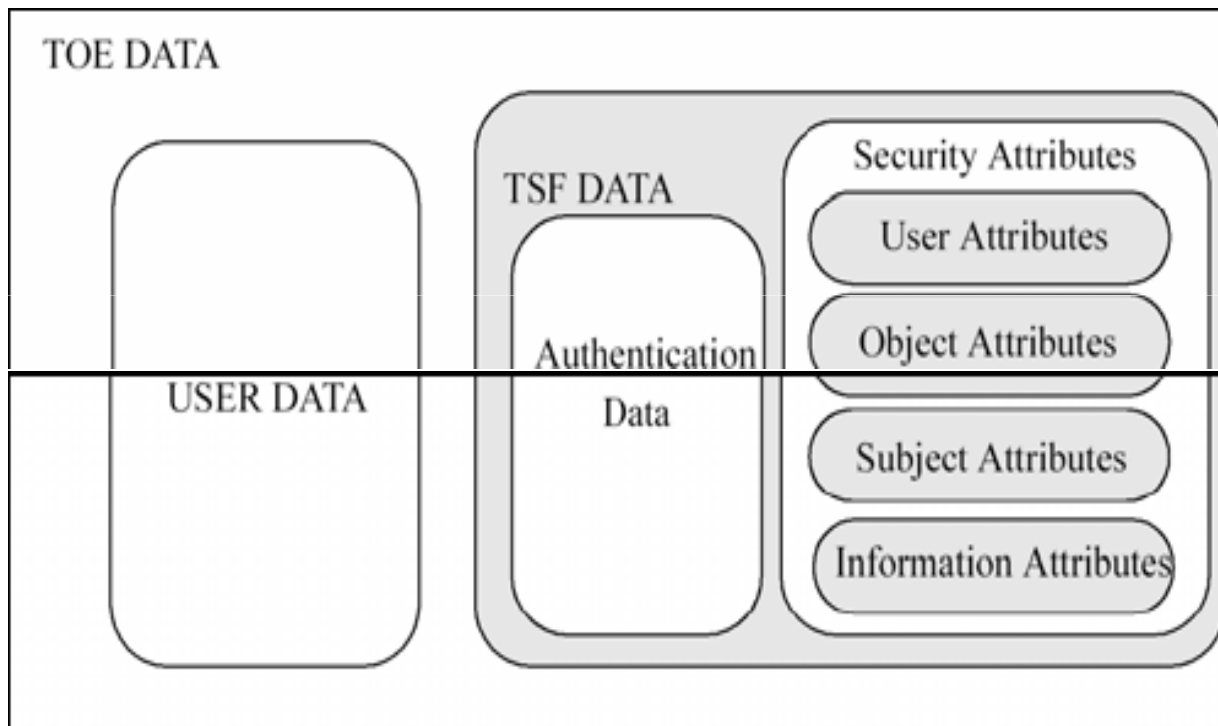 TOE DATA
TSF DATA
Security Attributes
User Attributes
Object Attributes
Authentication
Data
USER DATA
Subject Attributes
Information Attributes